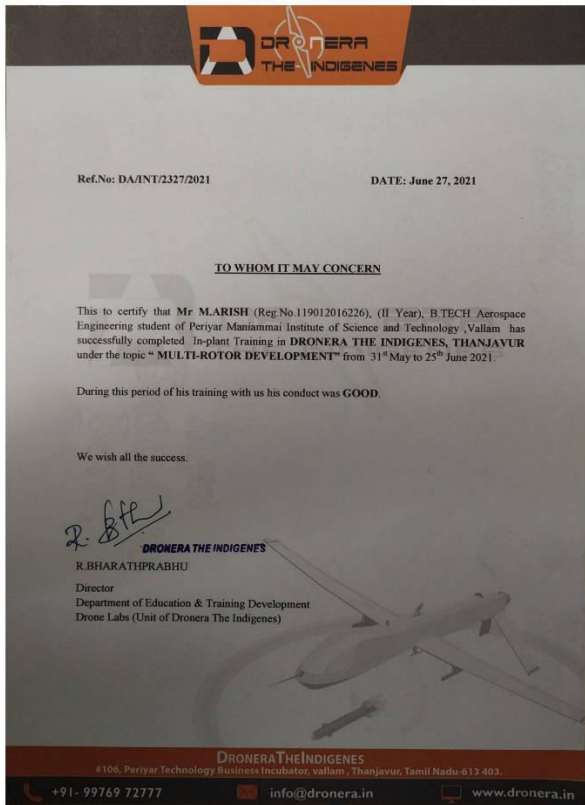 DRONERA
THE INDIGENES
Ref.No: DA/INT/2327/2021 DATE: June 27, 2021
TO WHOM IT MAY CONCERN
This to certify that Mr M.ARISH (Reg.No.119012016226), (II Year), B.TECH Aerospace
Engineering student of Periyar Maniammai Institute of Science and Technology ,Vallam has
successfully completed In-plant Training in DRONERA THE INDIGENES, THANJAVUR
under the topic “ MULTI-ROTOR DEVELOPMENT” from 31st May to 25th June 2021.
During this period of his training with us his conduct was GOOD.
We wish all the success.
DRONERA THE INDIGENES
R.BHARATHPRABHU
Director
Department of Education & Training Development
Drone Labs (Unit of Dronera The Indigenes)
DRONERATHEINDIGENES
#106, Periyar Technology Business Incubator, vallam , Thanjavur, Tamil Nadu-613 403.
+91- 99769 72777 info@dronera.in www.dronera.in